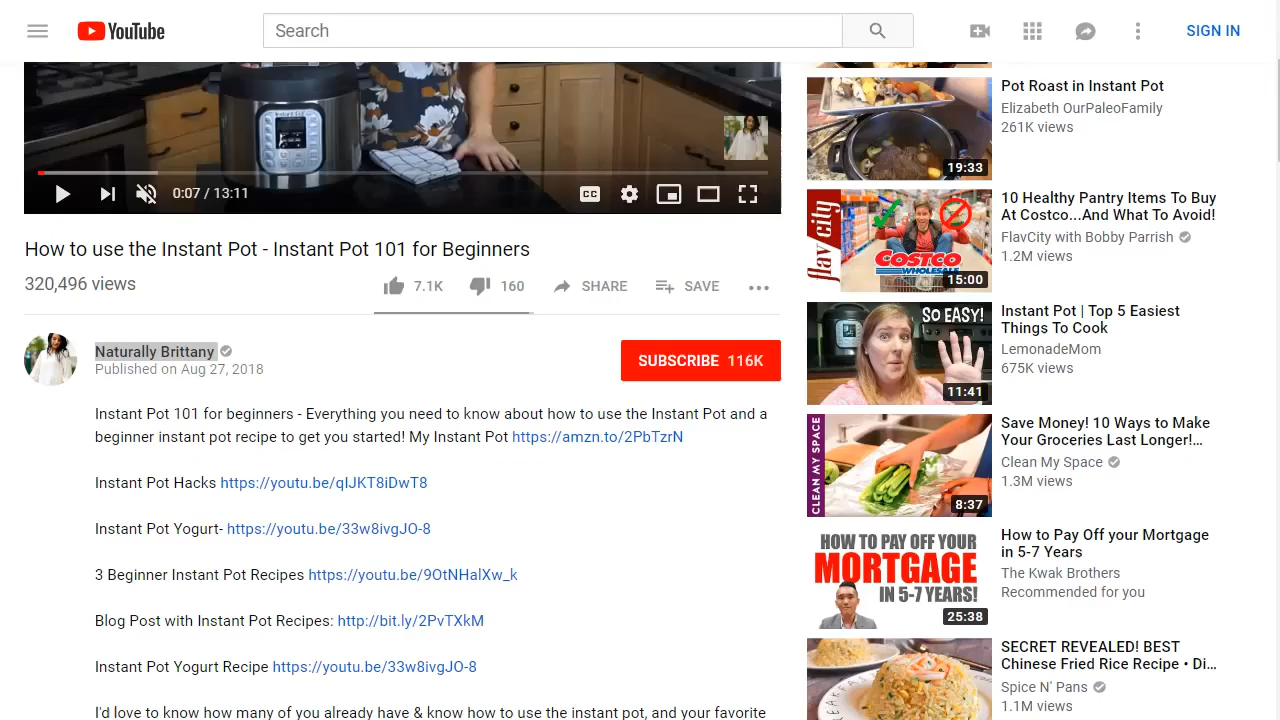 YouTube
Search
SIGN IN
Instant Pot
0:07 / 13:11
CC
How to use the Instant Pot - Instant Pot 101 for Beginners
320,496 views
7.1K
160
SHARE
SAVE
Naturally Brittany
Published on Aug 27, 2018
SUBSCRIBE 116K
Instant Pot 101 for beginners - Everything you need to know about how to use the Instant Pot and a
beginner instant pot recipe to get you started! My Instant Pot https://amzn.to/2PbTzrN
Instant Pot Hacks https://youtu.be/qIJKT8iDwT8
Instant Pot Yogurt- https://youtu.be/33w8ivgJO-8
3 Beginner Instant Pot Recipes https://youtu.be/9OtNHalXw_k
Blog Post with Instant Pot Recipes: http://bit.ly/2PvTXkM
Instant Pot Yogurt Recipe https://youtu.be/33w8ivgJO-8
I'd love to know how many of you already have & know how to use the instant pot, and your favorite
19:33
Pot Roast in Instant Pot
Elizabeth OurPaleoFamily
261K views
flav city
COSTCO
WHOLESALE
15:00
10 Healthy Pantry Items To Buy
At Costco...And What To Avoid!
FlavCity with Bobby Parrish
1.2M views
SO EASY!
11:41
Instant Pot | Top 5 Easiest
Things To Cook
LemonadeMom
675K views
CLEAN MY SPACE
8:37
Save Money! 10 Ways to Make
Your Groceries Last Longer!...
Clean My Space
1.3M views
HOW TO PAY OFF YOUR
MORTGAGE
IN 5-7 YEARS!
25:38
How to Pay Off your Mortgage
in 5-7 Years
The Kwak Brothers
Recommended for you
SECRET REVEALED! BEST
Chinese Fried Rice Recipe • Di...
Spice N' Pans
1.1M views